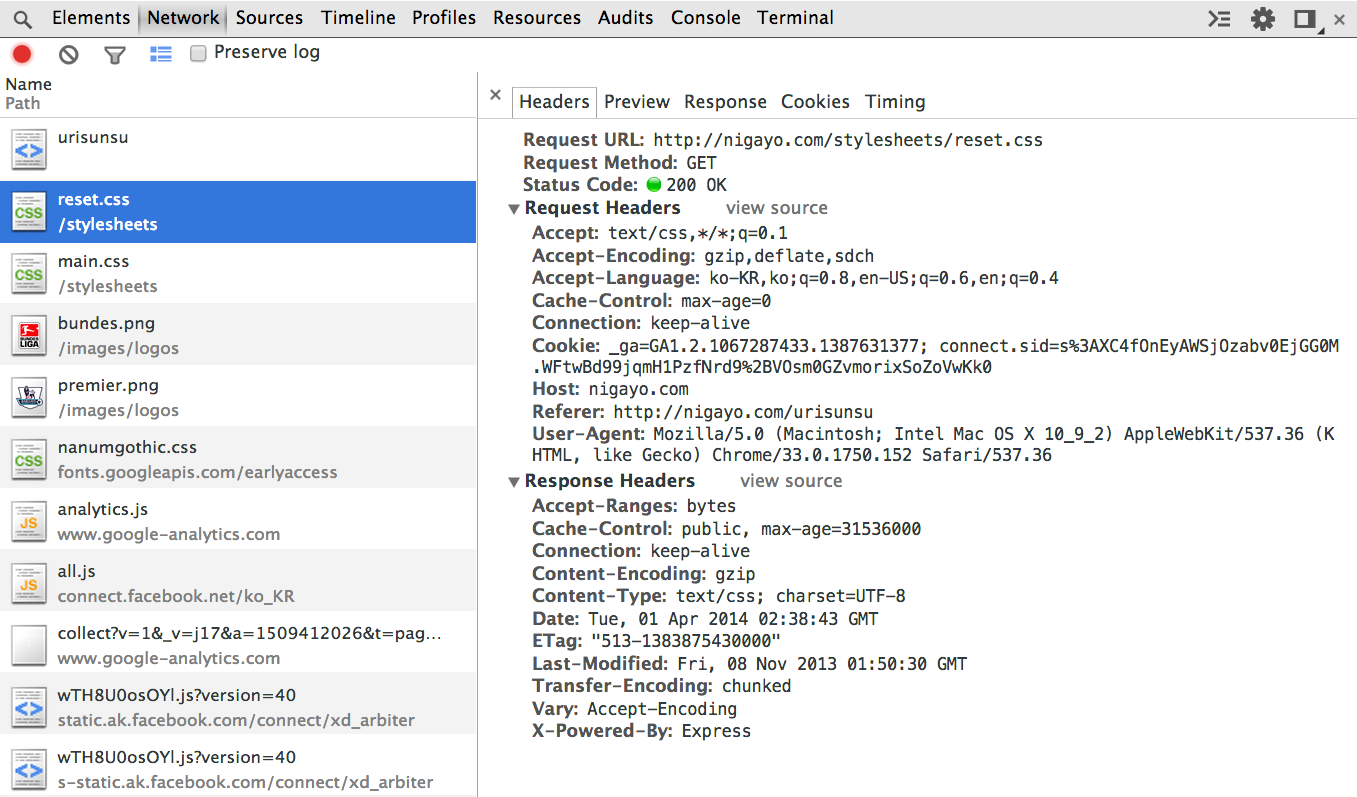 Elements Network Sources Timeline Profiles Resources Audits Console Terminal
Preserve log
Name
Path
urisunsu
reset.css
/stylesheets
main.css
/stylesheets
bundes.png
/images/logos
premier.png
/images/logos
nanumgothic.css
fonts.googleapis.com/earlyaccess
analytics.js
www.google-analytics.com
all.js
connect.facebook.net/ko_KR
collect?v=1&_v=j17&a=1509412026&t=pag...
www.google-analytics.com
wTH8U0osOYl.js?version=40
static.ak.facebook.com/connect/xd_arbiter
wTH8U0osOYl.js?version=40
s-static.ak.facebook.com/connect/xd_arbiter
CSS
CSS
BUNDES
LIGA
CSS
JS
JS
× Headers Preview Response Cookies Timing
Request URL: http://nigayo.com/stylesheets/reset.css
Request Method: GET
Status Code: 200 OK
▼ Request Headers view source
Accept: text/css,*/*;q=0.1
Accept-Encoding: gzip,deflate,sdch
Accept-Language: ko-KR,ko;q=0.8,en-US;q=0.6,en;q=0.4
Cache-Control: max-age=0
Connection: keep-alive
Cookie: _ga=GA1.2.1067287433.1387631377; connect.sid=s%3AXC4fOnEyAWSjOzabv0EjGG0M
.WFtwBd99jqmH1PzfNrd9%2BVOsm0GZvmorixSoZoVwKk0
Host: nigayo.com
Referer: http://nigayo.com/urisunsu
User-Agent: Mozilla/5.0 (Macintosh; Intel Mac OS X 10_9_2) AppleWebKit/537.36 (K
HTML, like Gecko) Chrome/33.0.1750.152 Safari/537.36
▼ Response Headers view source
Accept-Ranges: bytes
Cache-Control: public, max-age=31536000
Connection: keep-alive
Content-Encoding: gzip
Content-Type: text/css; charset=UTF-8
Date: Tue, 01 Apr 2014 02:38:43 GMT
ETag: "513-1383875430000"
Last-Modified: Fri, 08 Nov 2013 01:50:30 GMT
Transfer-Encoding: chunked
Vary: Accept-Encoding
X-Powered-By: Express